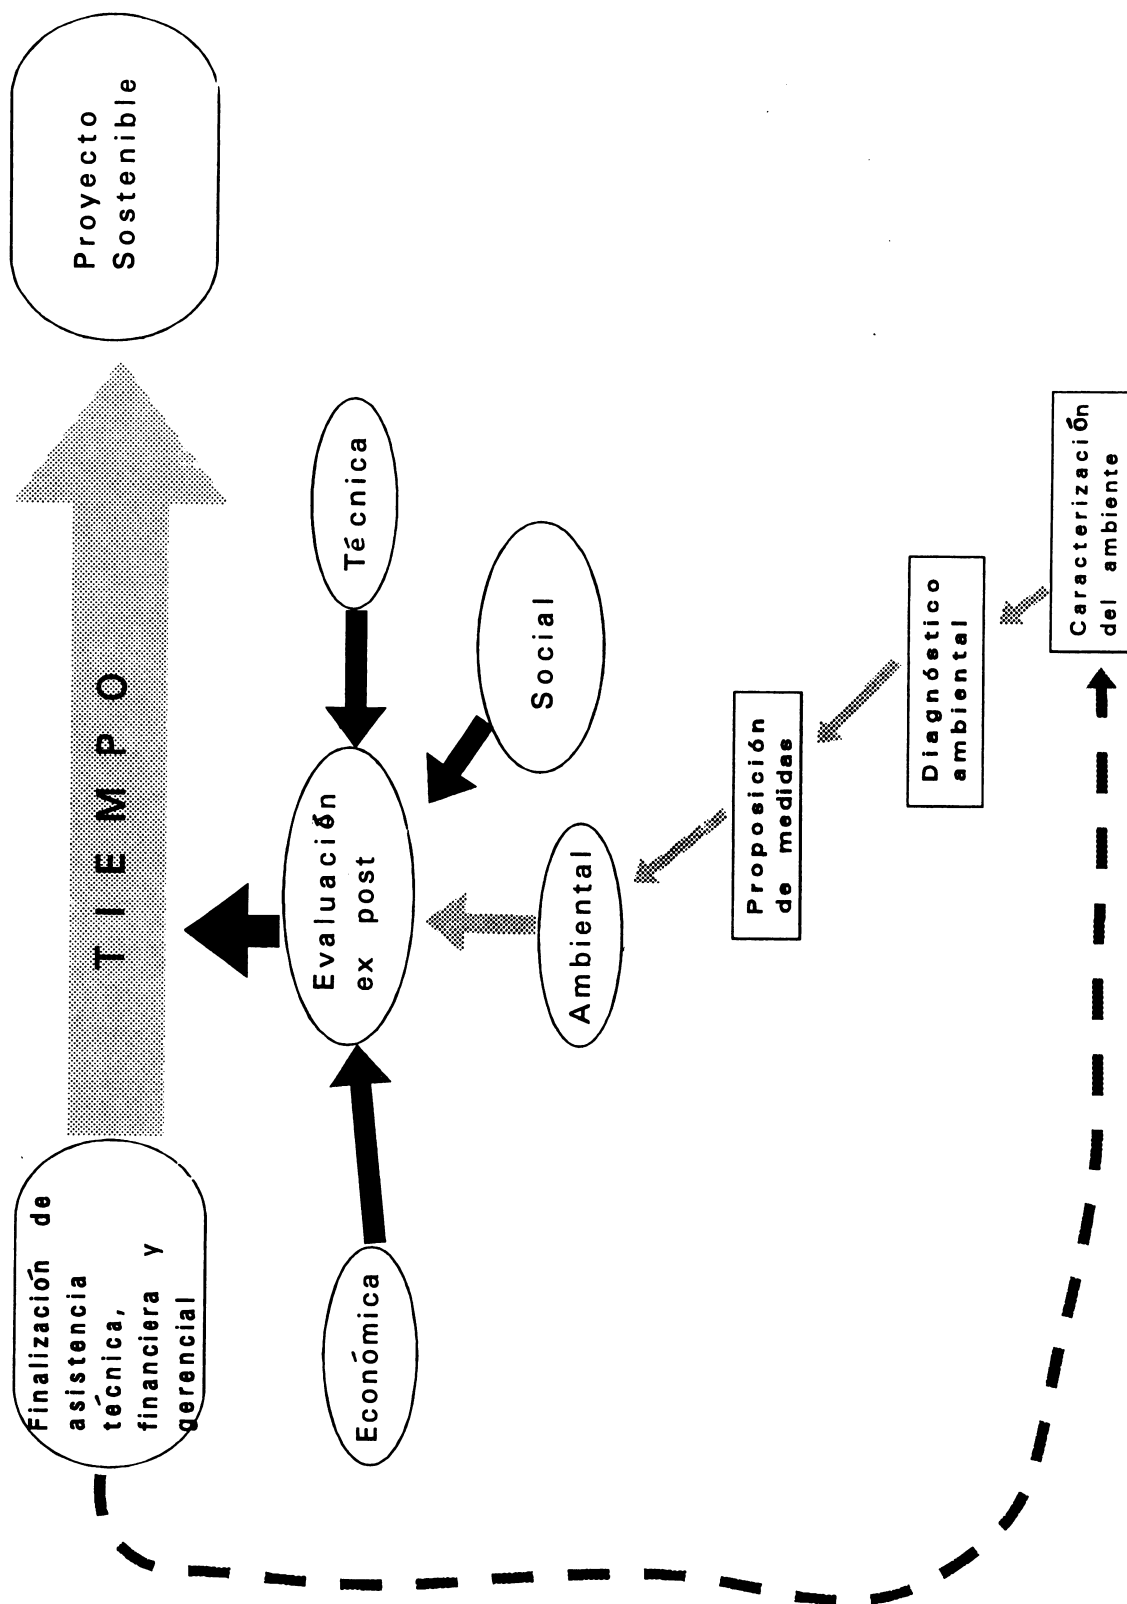 Finalización de
asistencia
técnica,
financiera y
gerencial
TIEMPO
Proyecto
Sostenible
Económica
Evaluación
ex post
Técnica
Social
Ambiental
Proposición
de medidas
Diagnóstico
ambiental
Caracterización
del ambiente